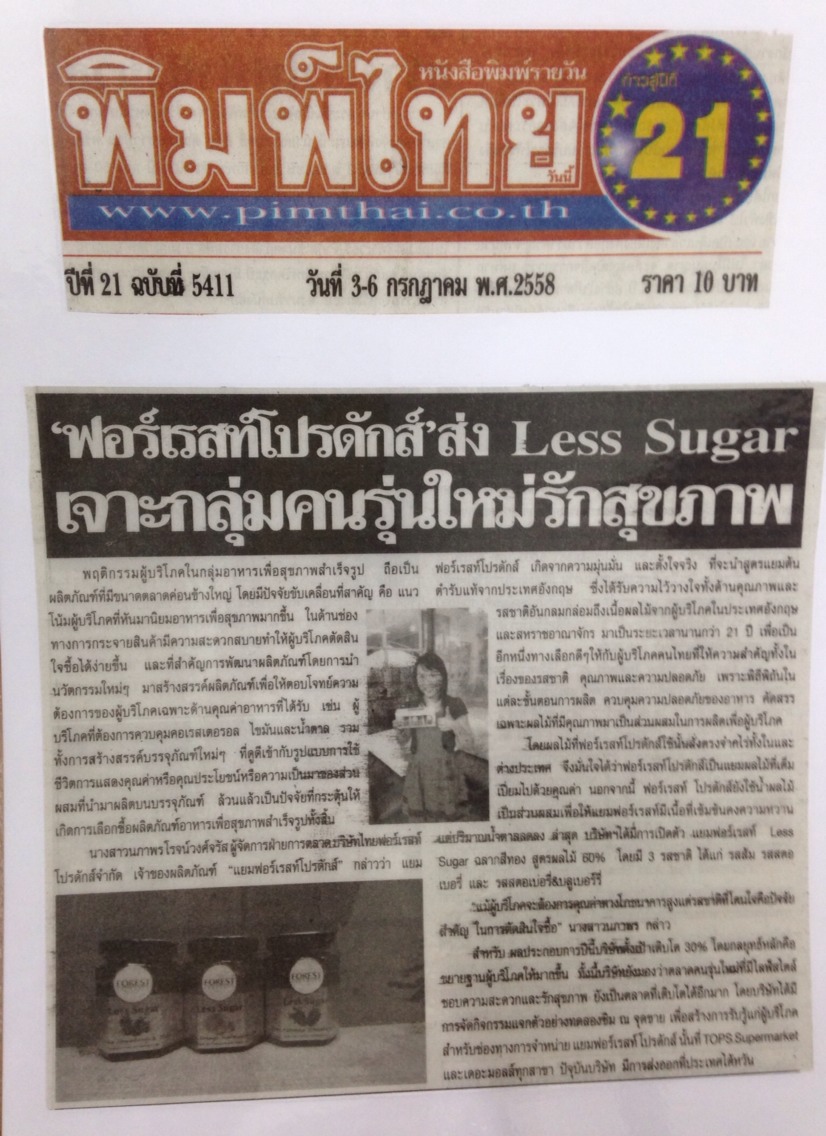 หนังสือพิมพ์รายวัน
พิมพ์ไทย
วันนี้
ก้าวสู่ปีที่
21
www.pimthai.co.th
ปีที่ 21 ฉบับที่ 5411 วันที่ 3-6 กรกฎาคม พ.ศ.2558 ราคา 10 บาท
‘ฟอร์เรสท์โปรดักส์’ส่ง Less Sugar
เจาะกลุ่มคนรุ่นใหม่รักสุขภาพ
พฤติกรรมผู้บริโภคในกลุ่มอาหารเพื่อสุขภาพสำเร็จรูป ถือเป็น
ผลิตภัณฑ์ที่มีขนาดตลาดค่อนข้างใหญ่ โดยมีปัจจัยขับเคลื่อนที่สำคัญ คือ แนว
โน้มผู้บริโภคที่หันมานิยมอาหารเพื่อสุขภาพมากขึ้น ในด้านช่อง
ทางการกระจายสินค้ามีความสะดวกสบายทำให้ผู้บริโภคตัดสิน
ใจซื้อได้ง่ายขึ้น และที่สำคัญการพัฒนาผลิตภัณฑ์โดยการนำ
นวัตกรรมใหม่ๆ มาสร้างสรรค์ผลิตภัณฑ์เพื่อให้ตอบโจทย์ความ
ต้องการของผู้บริโภคเฉพาะด้านคุณค่าอาหารที่ได้รับ เช่น ผู้
บริโภคที่ต้องการควบคุมคอเรสเตอรอล ไขมันและน้ำตาล รวม
ทั้งการสร้างสรรค์บรรจุภัณฑ์ใหม่ๆ ที่ดูดีเข้ากับรูปแบบการใช้
ชีวิตการแสดงคุณค่าหรือคุณประโยชน์หรือความเป็นมาของส่วน
ผสมที่นำมาผลิตบนบรรจุภัณฑ์ ล้วนแล้วเป็นปัจจัยที่กระตุ้นให้
เกิดการเลือกซื้อผลิตภัณฑ์อาหารเพื่อสุขภาพสำเร็จรูปทั้งสิ้น
นางสาวนภาพร โรจน์วงศ์จรัส ผู้จัดการฝ่ายการตลาด บริษัทไทยฟอร์เรสท์
โปรดักส์จำกัด เจ้าของผลิตภัณฑ์ “แยมฟอร์เรสท์โปรดักส์” กล่าวว่า แยม
ฟอร์เรสท์โปรดักส์ เกิดจากความมุ่งมั่น และตั้งใจจริง ที่จะนำสูตรแยมต้น
ตำรับแท้จากประเทศอังกฤษ ซึ่งได้รับความไว้วางใจทั้งด้านคุณภาพและ
รสชาติอันกลมกล่อมถึงเนื้อผลไม้จากผู้บริโภคในประเทศอังกฤษ
และสหราชอาณาจักร มาเป็นระยะเวลานานกว่า 21 ปี เพื่อเป็น
อีกหนึ่งทางเลือกดีๆให้กับผู้บริโภคคนไทยที่ให้ความสำคัญทั้งใน
เรื่องของรสชาติ คุณภาพและความปลอดภัย เพราะพิถีพิถันใน
แต่ละขั้นตอนการผลิต ควบคุมความปลอดภัยของอาหาร คัดสรร
เฉพาะผลไม้ที่มีคุณภาพมาเป็นส่วนผสมในการผลิตเพื่อผู้บริโภค
โดยผลไม้ที่ฟอร์เรสท์โปรดักส์ใช้นั้นส่งตรงจากไร่ทั้งในและ
ต่างประเทศ จึงมั่นใจได้ว่าฟอร์เรสท์โปรดักส์เป็นแยมผลไม้ที่เต็ม
เปี่ยมไปด้วยคุณค่า นอกจากนี้ ฟอร์เรสท์ โปรดักส์ยังใช้น้ำผลไม้
เป็นส่วนผสมเพื่อให้แยมฟอร์เรสท์มีเนื้อที่เข้มข้นคงความหวาน
แต่ปริมาณน้ำตาลลดลง ล่าสุด บริษัทฯได้มีการเปิดตัว แยมฟอร์เรสท์ Less
Sugar ฉลากสีทอง สูตรผลไม้ 60% โดยมี 3 รสชาติ ได้แก่ รสส้ม รสสตอ
เบอรี่ และ รสสตอเบอรี่&บลูเบอร์รี่
“แม้ผู้บริโภคจะต้องการคุณค่าทางโภชนาการสูงแต่รสชาติที่โดนใจคือปัจจัย
สำคัญ ในการตัดสินใจซื้อ” นางสาวนภาพร กล่าว
สำหรับ ผลประกอบการปีนี้บริษัทตั้งเป้าเติบโต 30% โดยกลยุทธ์หลักคือ
ขยายฐานผู้บริโภคให้มากขึ้น ทั้งนี้บริษัทยังมองว่าตลาดคนรุ่นใหม่ที่มีไลฟ์สไตล์
ชอบความสะดวกและรักสุขภาพ ยังเป็นตลาดที่เติบโตได้อีกมาก โดยบริษัทได้มี
การจัดกิจกรรมแจกตัวอย่างทดลองชิม ณ จุดขาย เพื่อสร้างการรับรู้แก่ผู้บริโภค
สำหรับช่องทางการจำหน่าย แยมฟอร์เรสท์ โปรดักส์ นั้นที่ TOPS Supermarket
และเดอะมอลล์ทุกสาขา ปัจจุบันบริษัท มีการส่งออกที่ประเทศไต้หวัน
FOREST
Less Sugar
FOREST
Less Sugar
FOREST
Less Sugar